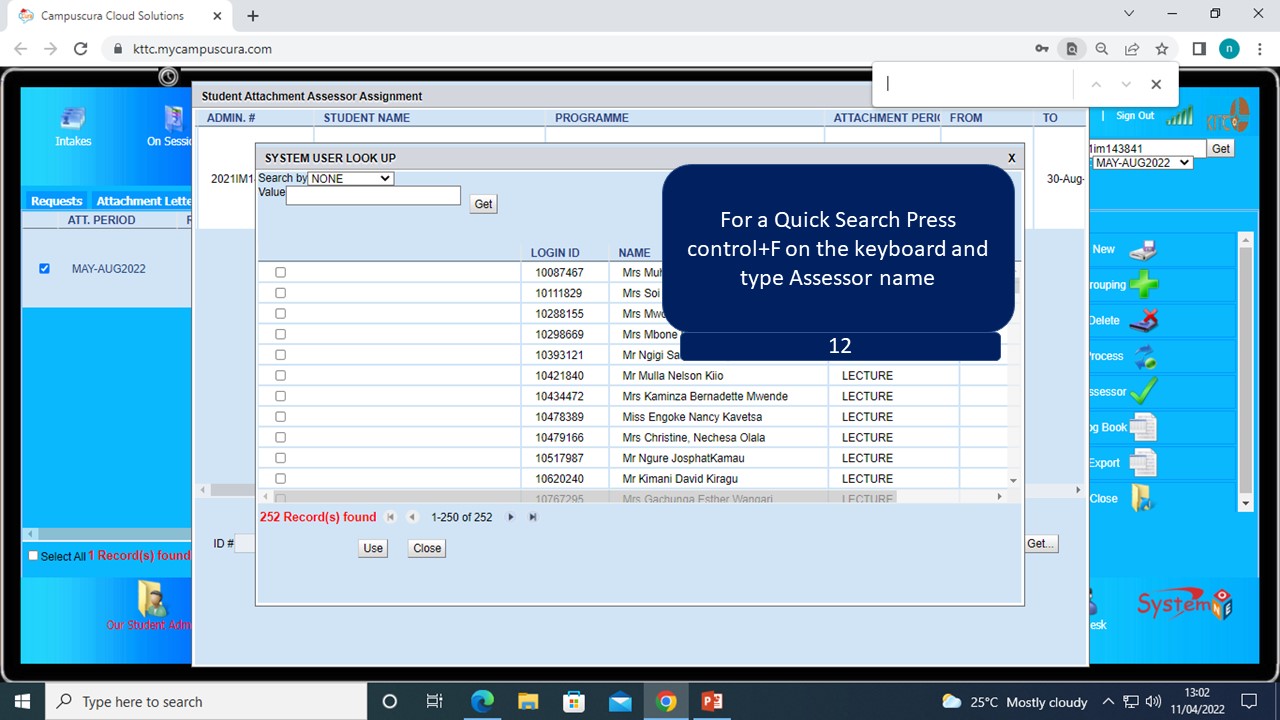 Campuscura Cloud Solutions
kttc.mycampuscura.com
n
Student Attachment Assessor Assignment
ADMIN. # STUDENT NAME PROGRAMME ATTACHMENT PERIO FROM TO
Intakes
On Sessi
Sign Out
1im143841 Get
MAY-AUG2022
SYSTEM USER LOOK UP X
Search by NONE
Value
Get
30-Aug-
Requests Attachment Lette
ATT. PERIOD
MAY-AUG2022
For a Quick Search Press
control+F on the keyboard and
type Assessor name
12
LOGIN ID NAME
10087467 Mrs Muh
10111829 Mrs Soi
10288155 Mrs Mwo
10298669 Mrs Mbone
10393121 Mr Ngigi Sa
10421840 Mr Mulla Nelson Kiio LECTURE
10434472 Mrs Kaminza Bernadette Mwende LECTURE
10478389 Miss Engoke Nancy Kavetsa LECTURE
10479166 Mrs Christine, Nechesa Olala LECTURE
10517987 Mr Ngure JosphatKamau LECTURE
10620240 Mr Kimani David Kiragu LECTURE
10767295 Mrs Gachunga Esther Wangari LECTURE
New
rouping
Delete
Process
ssessor
og Book
Export
Close
252 Record(s) found 1-250 of 252
Use Close
ID #
Get...
Select All 1 Record(s) found
Our Student Admi
System NE
esk
Type here to search
25°C Mostly cloudy
13:02
11/04/2022